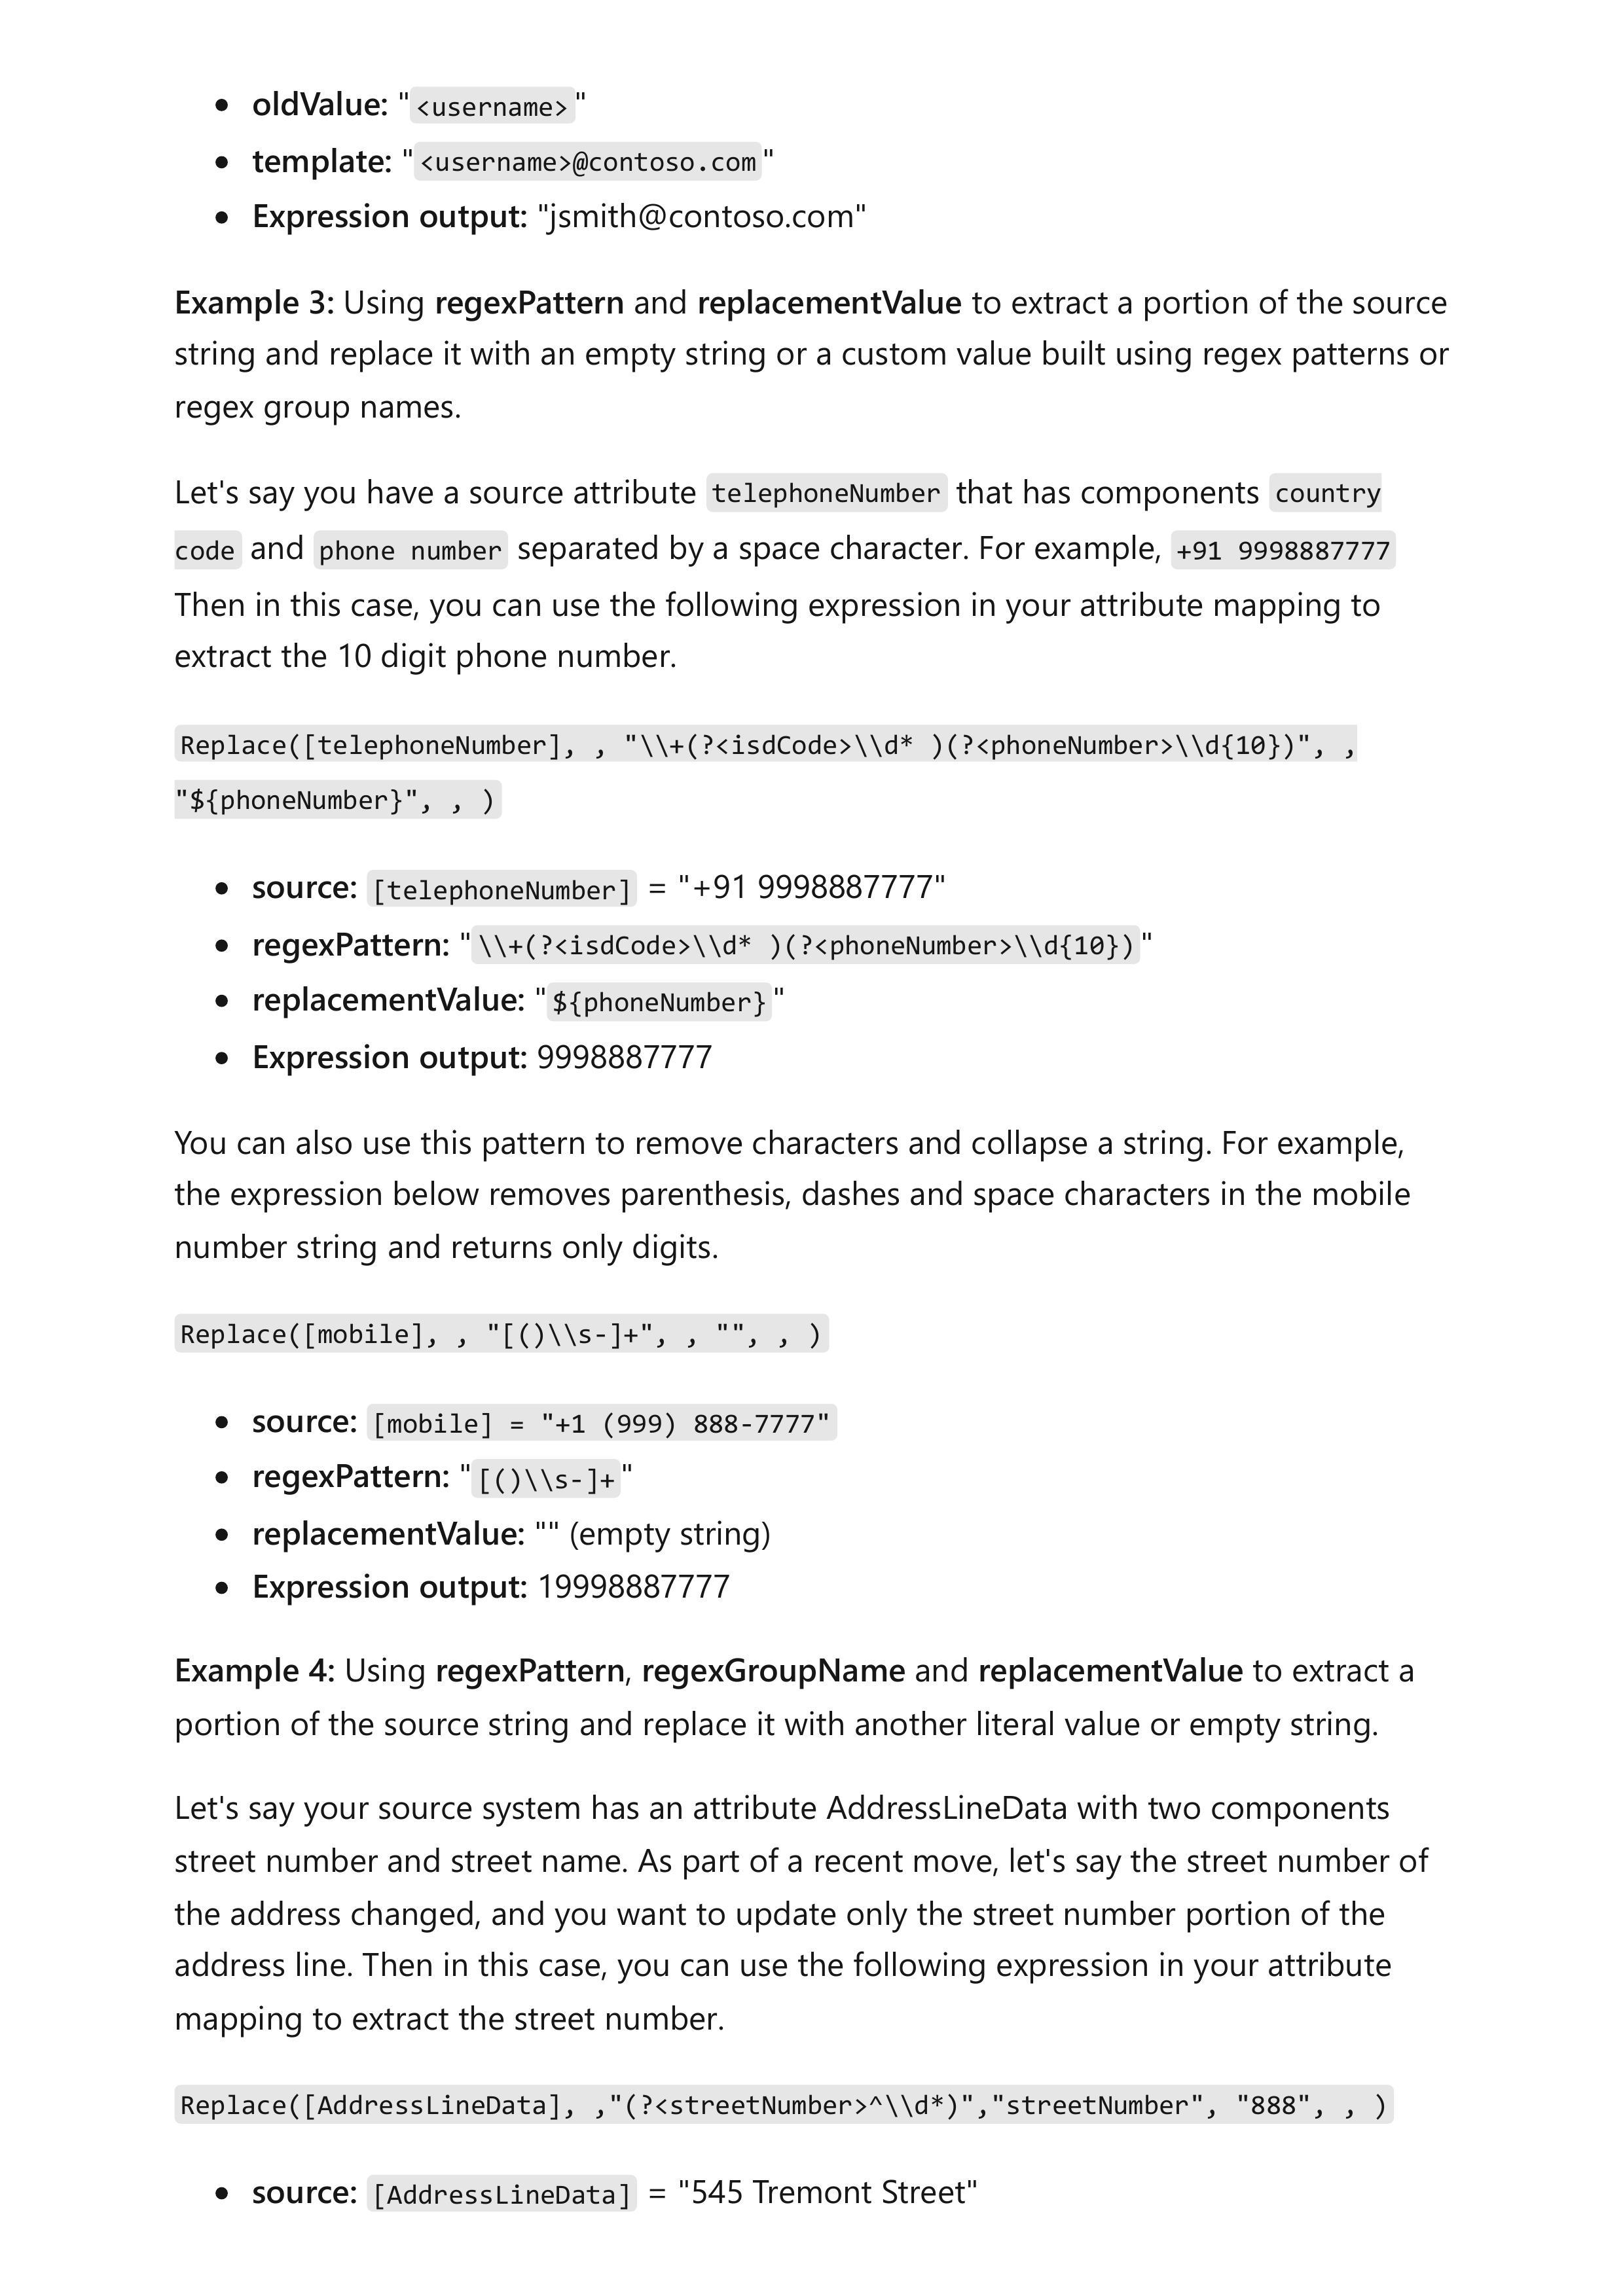 • oldValue: "<username>"
• template: "<username>@contoso.com"
• Expression output: "jsmith@contoso.com"
Example 3: Using regexPattern and replacementValue to extract a portion of the source
string and replace it with an empty string or a custom value built using regex patterns or
regex group names.
Let's say you have a source attribute telephoneNumber that has components country
code and phone number separated by a space character. For example, +91 9998887777
Then in this case, you can use the following expression in your attribute mapping to
extract the 10 digit phone number.
Replace([telephoneNumber], , "\\+(?<isdCode>\\d* )(?<phoneNumber>\\d{10})", ,
"${phoneNumber}", , )
• source: [telephoneNumber] = "+91 9998887777"
• regexPattern: "\\+(?<isdCode>\\d* )(?<phoneNumber>\\d{10})"
• replacementValue: "${phoneNumber}"
• Expression output: 9998887777
You can also use this pattern to remove characters and collapse a string. For example,
the expression below removes parenthesis, dashes and space characters in the mobile
number string and returns only digits.
Replace([mobile], , "[()\\s-]+", , "", , )
• source: [mobile] = "+1 (999) 888-7777"
• regexPattern: "[()\\s-]+"
• replacementValue: "" (empty string)
• Expression output: 19998887777
Example 4: Using regexPattern, regexGroupName and replacementValue to extract a
portion of the source string and replace it with another literal value or empty string.
Let's say your source system has an attribute AddressLineData with two components
street number and street name. As part of a recent move, let's say the street number of
the address changed, and you want to update only the street number portion of the
address line. Then in this case, you can use the following expression in your attribute
mapping to extract the street number.
Replace([AddressLineData], ,"(?<streetNumber>^\\d*)","streetNumber", "888", , )
• source: [AddressLineData] = "545 Tremont Street"